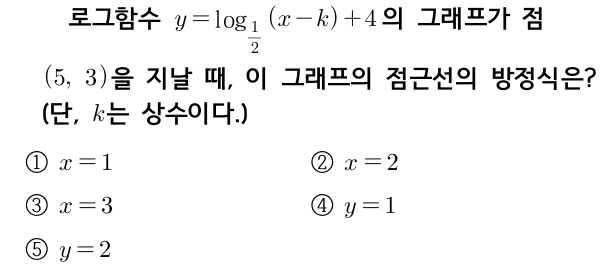 로그함수 $y=\log_{\frac{1}{2}}(x-k)+4$의 그래프가 점
$(5, 3)$을 지날 때, 이 그래프의 점근선의 방정식은?
(단, $k$는 상수이다.)
① $x=1$ ② $x=2$
③ $x=3$ ④ $y=1$
⑤ $y=2$